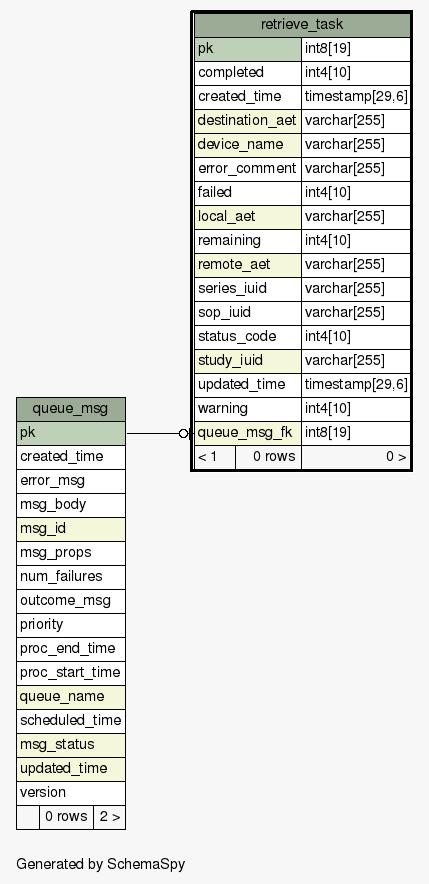 retrieve_task
pk int8[19]
completed int4[10]
created_time timestamp[29,6]
destination_aet varchar[255]
device_name varchar[255]
error_comment varchar[255]
failed int4[10]
local_aet varchar[255]
remaining int4[10]
remote_aet varchar[255]
series_iuid varchar[255]
sop_iuid varchar[255]
status_code int4[10]
study_iuid varchar[255]
updated_time timestamp[29,6]
warning int4[10]
queue_msg_fk int8[19]
< 1 0 rows 0 >
queue_msg
pk
created_time
error_msg
msg_body
msg_id
msg_props
num_failures
outcome_msg
priority
proc_end_time
proc_start_time
queue_name
scheduled_time
msg_status
updated_time
version
0 rows 2 >
Generated by SchemaSpy